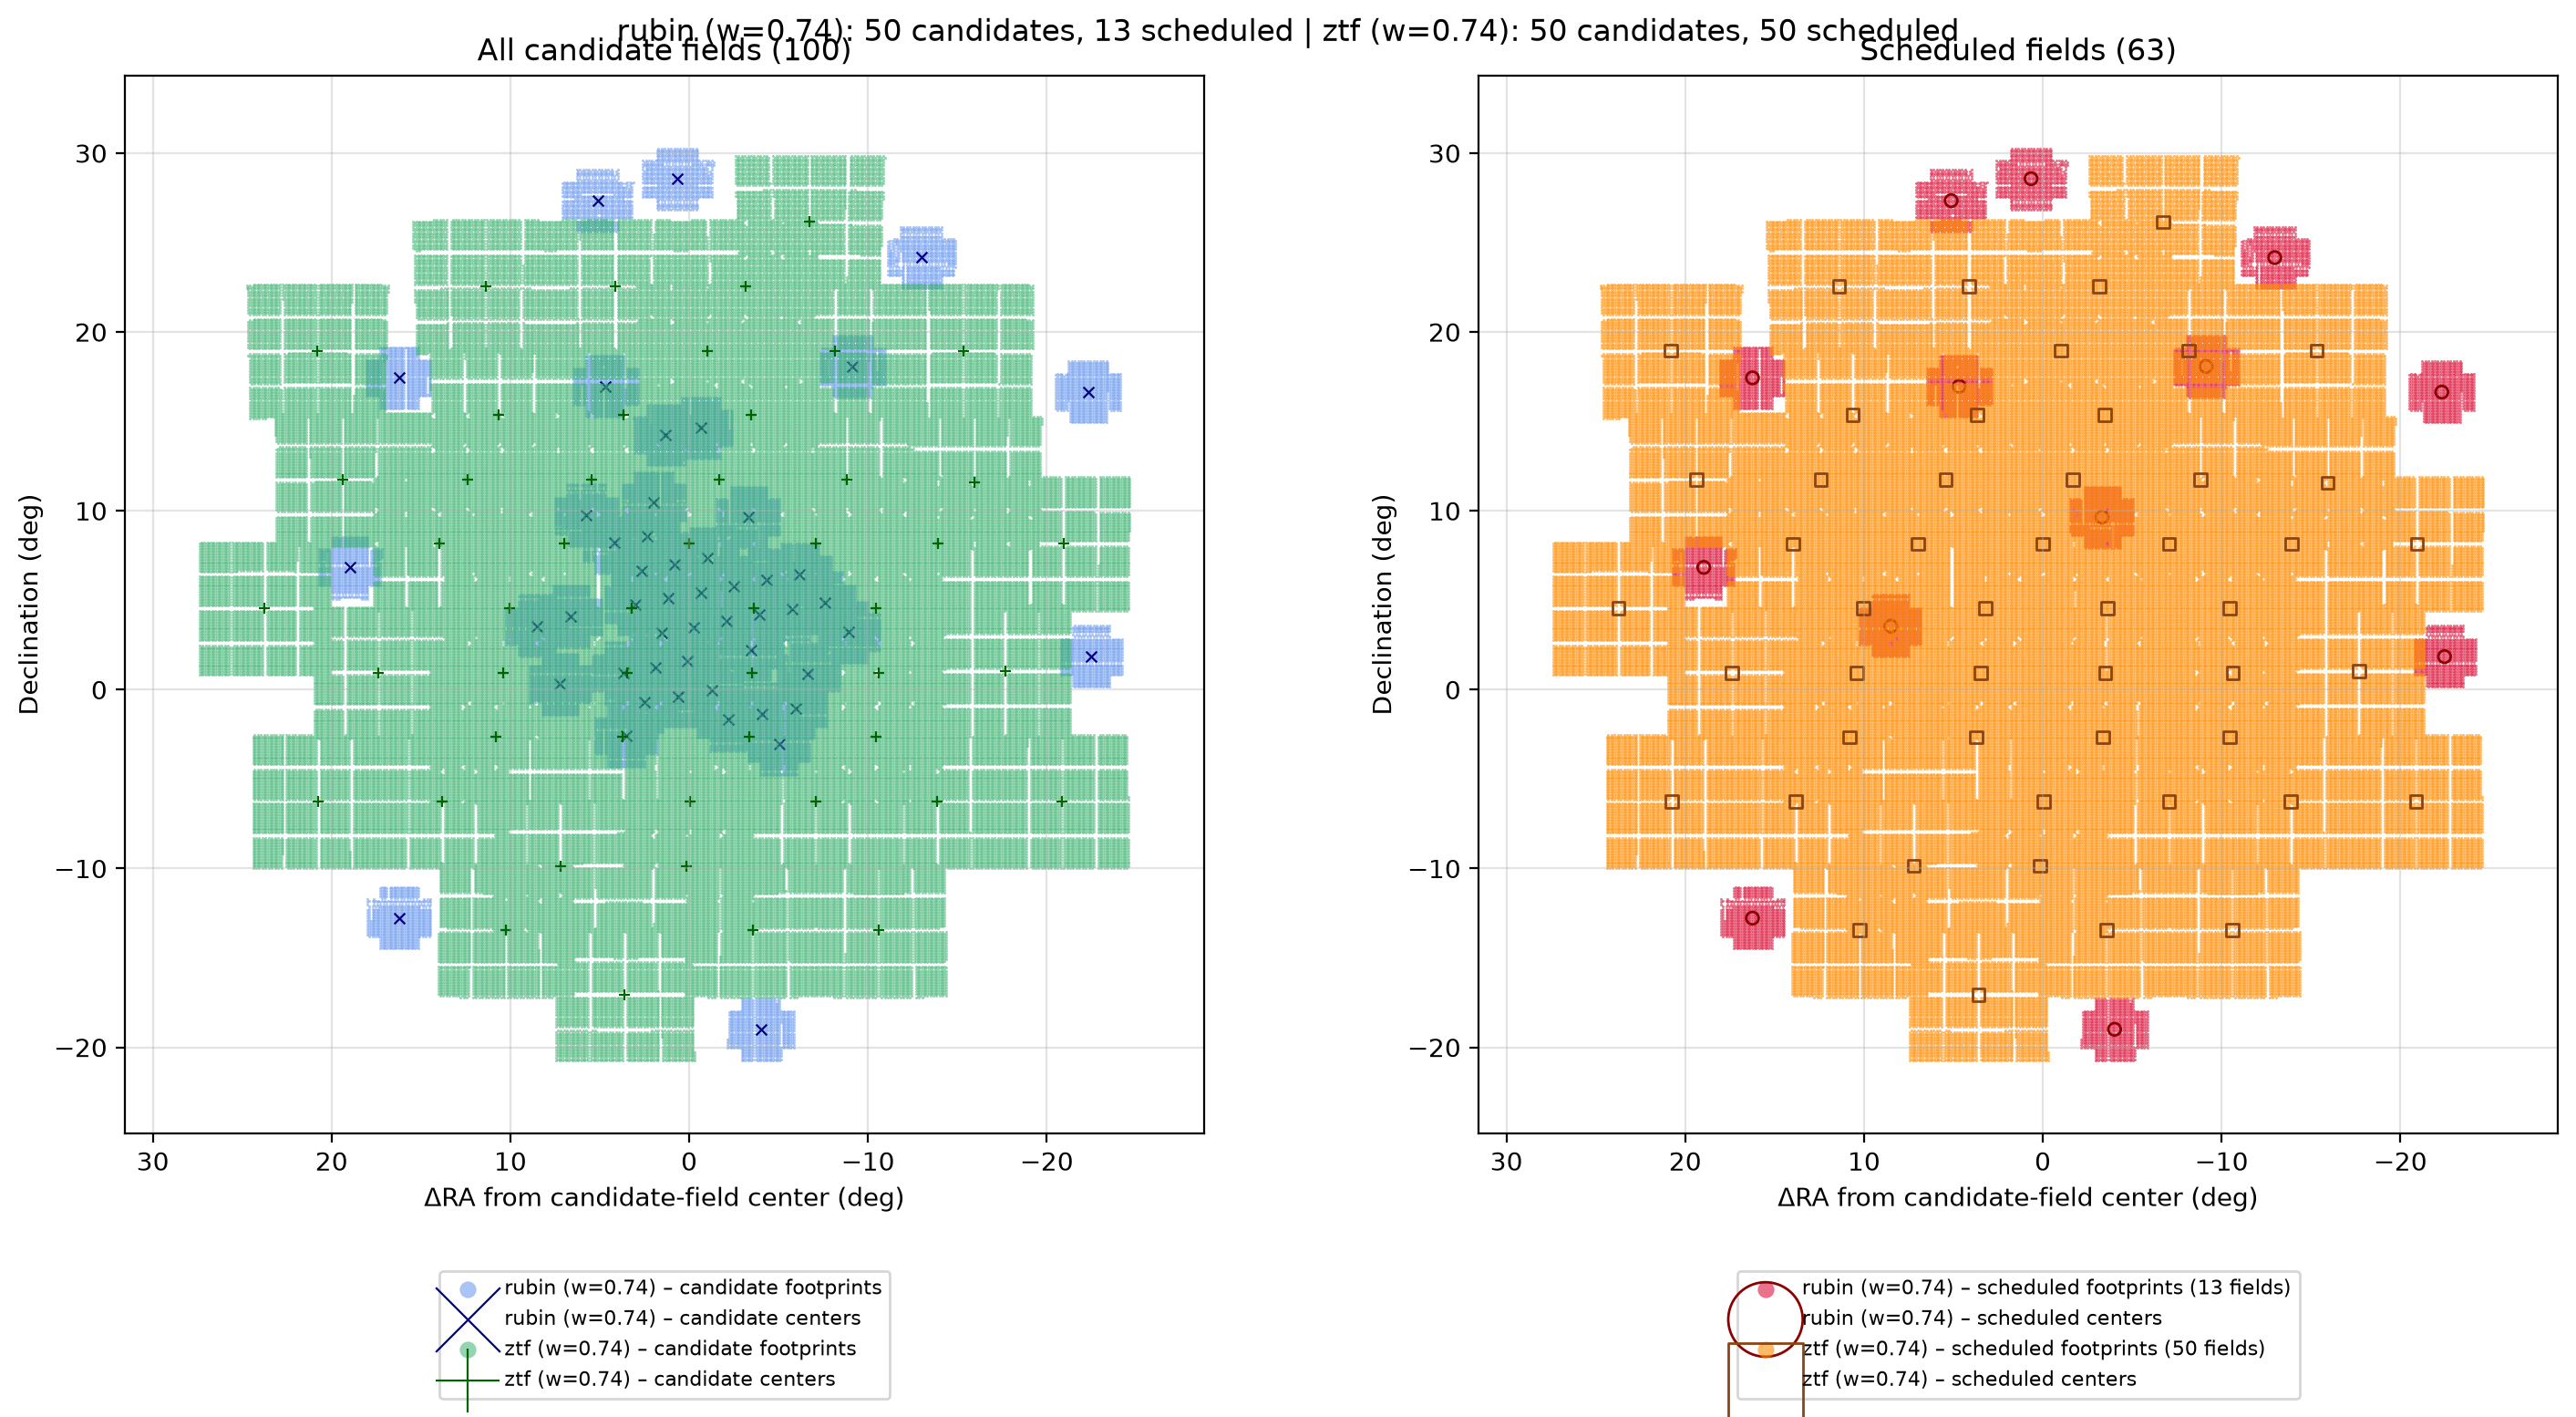 rubin (w=0.74): 50 candidates, 13 scheduled | ztf (w=0.74): 50 candidates, 50 scheduled
All candidate fields (100)
Scheduled fields (63)
Declination (deg)
30
20
10
0
−10
−20
30
20
10
0
−10
−20
ΔRA from candidate-field center (deg)
Declination (deg)
30
20
10
0
−10
−20
30
20
10
0
−10
−20
ΔRA from candidate-field center (deg)
rubin (w=0.74) – candidate footprints
rubin (w=0.74) – candidate centers
ztf (w=0.74) – candidate footprints
ztf (w=0.74) – candidate centers
rubin (w=0.74) – scheduled footprints (13 fields)
rubin (w=0.74) – scheduled centers
ztf (w=0.74) – scheduled footprints (50 fields)
ztf (w=0.74) – scheduled centers